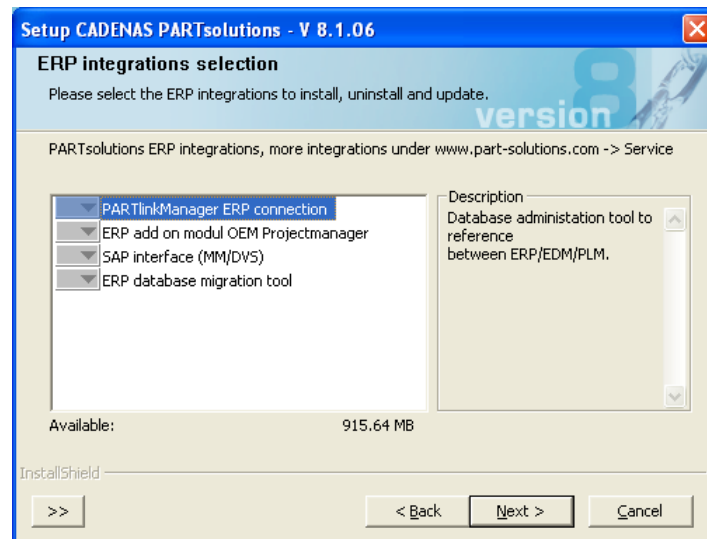 Setup CADENAS PARTsolutions - V 8.1.06
ERP integrations selection
Please select the ERP integrations to install, uninstall and update.
8
version
PARTsolutions ERP integrations, more integrations under www.part-solutions.com -> Service
PARTlinkManager ERP connection
ERP add on modul OEM Projectmanager
SAP interface (MM/DVS)
ERP database migration tool
Description
Database administation tool to
reference
between ERP/EDM/PLM.
Available: 915.64 MB
InstallShield
>> < Back Next > Cancel